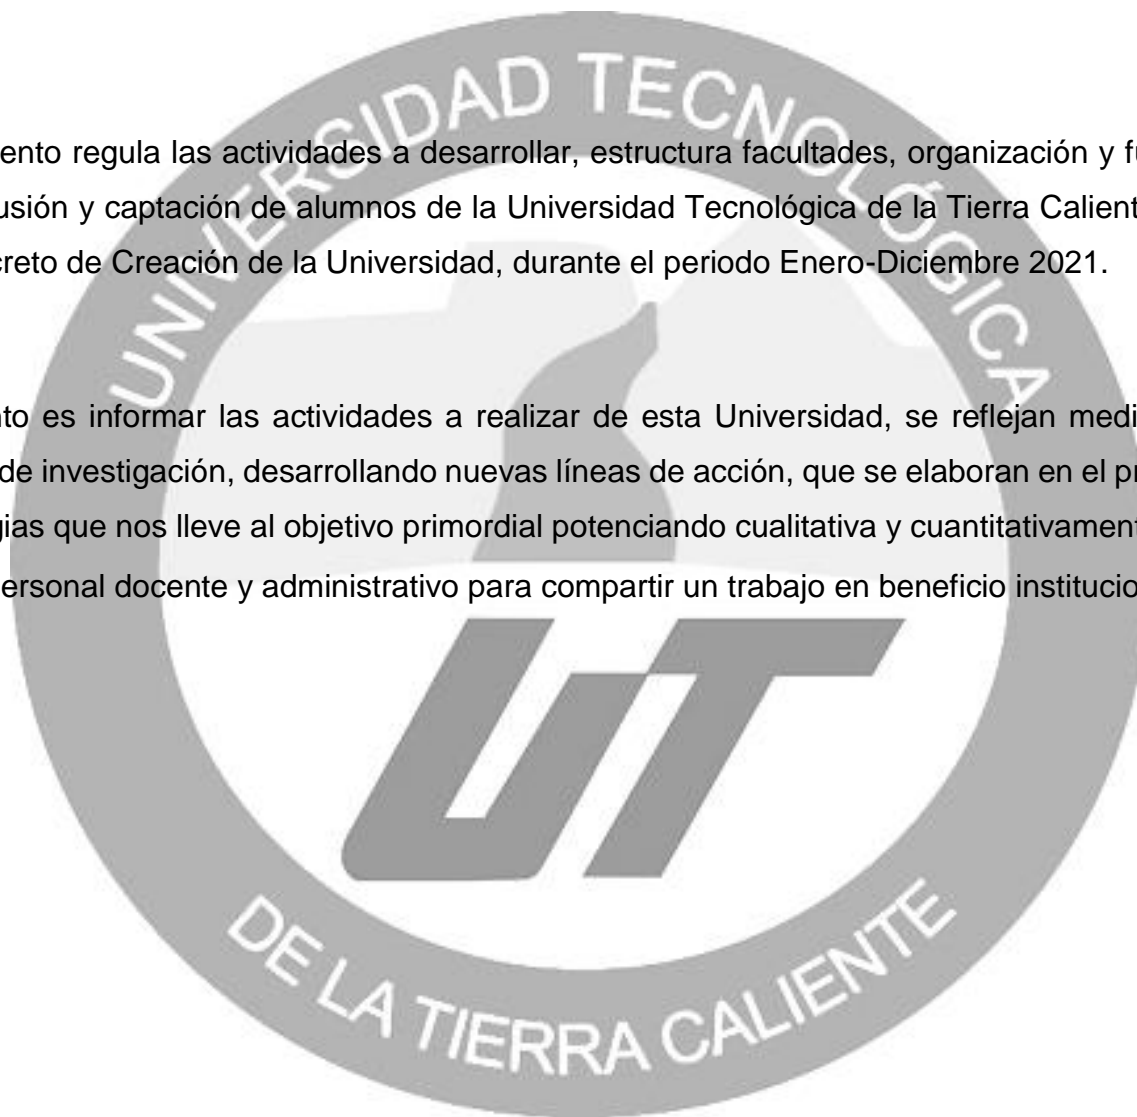 UNIVERSIDAD TECNOLÓGICA
ento regula las actividades a desarrollar, estructura facultades, organización y fu
usión y captación de alumnos de la Universidad Tecnológica de la Tierra Calient
creto de Creación de la Universidad, durante el periodo Enero-Diciembre 2021.
nto es informar las actividades a realizar de esta Universidad, se reflejan medi
de investigación, desarrollando nuevas líneas de acción, que se elaboran en el pr
gias que nos lleve al objetivo primordial potenciando cualitativa y cuantitativament
ersonal docente y administrativo para compartir un trabajo en beneficio institucio
UT
DE LA TIERRA CALIENTE